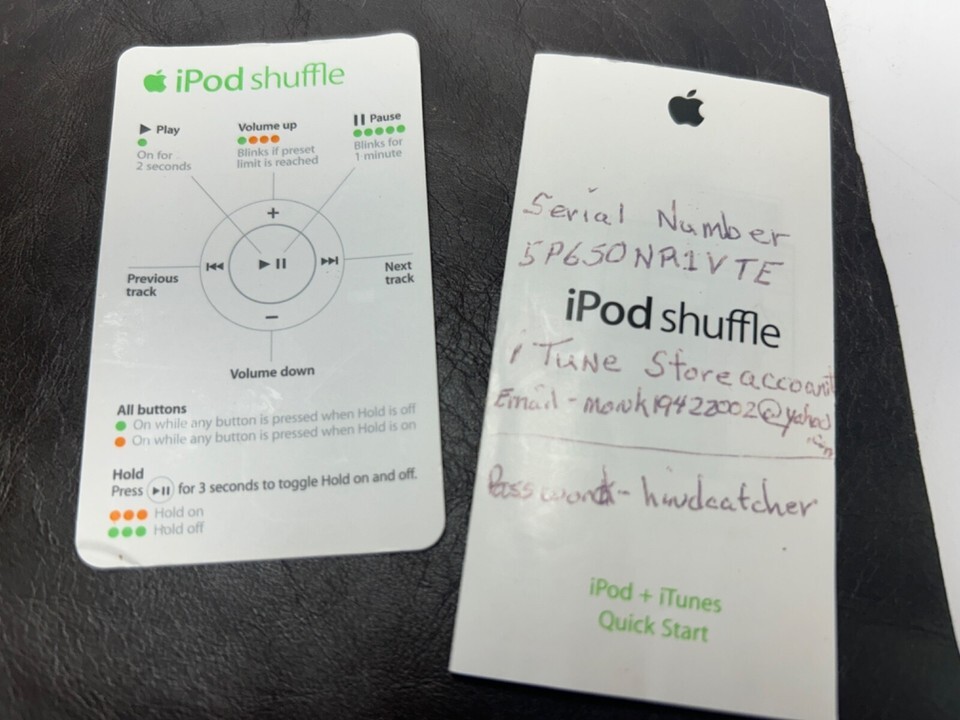 iPod shuffle
Play
On for
2 seconds
Volume up
Blinks if preset
limit is reached
Pause
Blinks for
1 minute
Previous
track
Next
track
Volume down
All buttons
On while any button is pressed when Hold is off
On while any button is pressed when Hold is on
Hold
Press for 3 seconds to toggle Hold on and off.
Hold on
Hold off
Serial Number
iPod shuffle
iTune Store account
Email -
Password -
iPod + iTunes
Quick Start